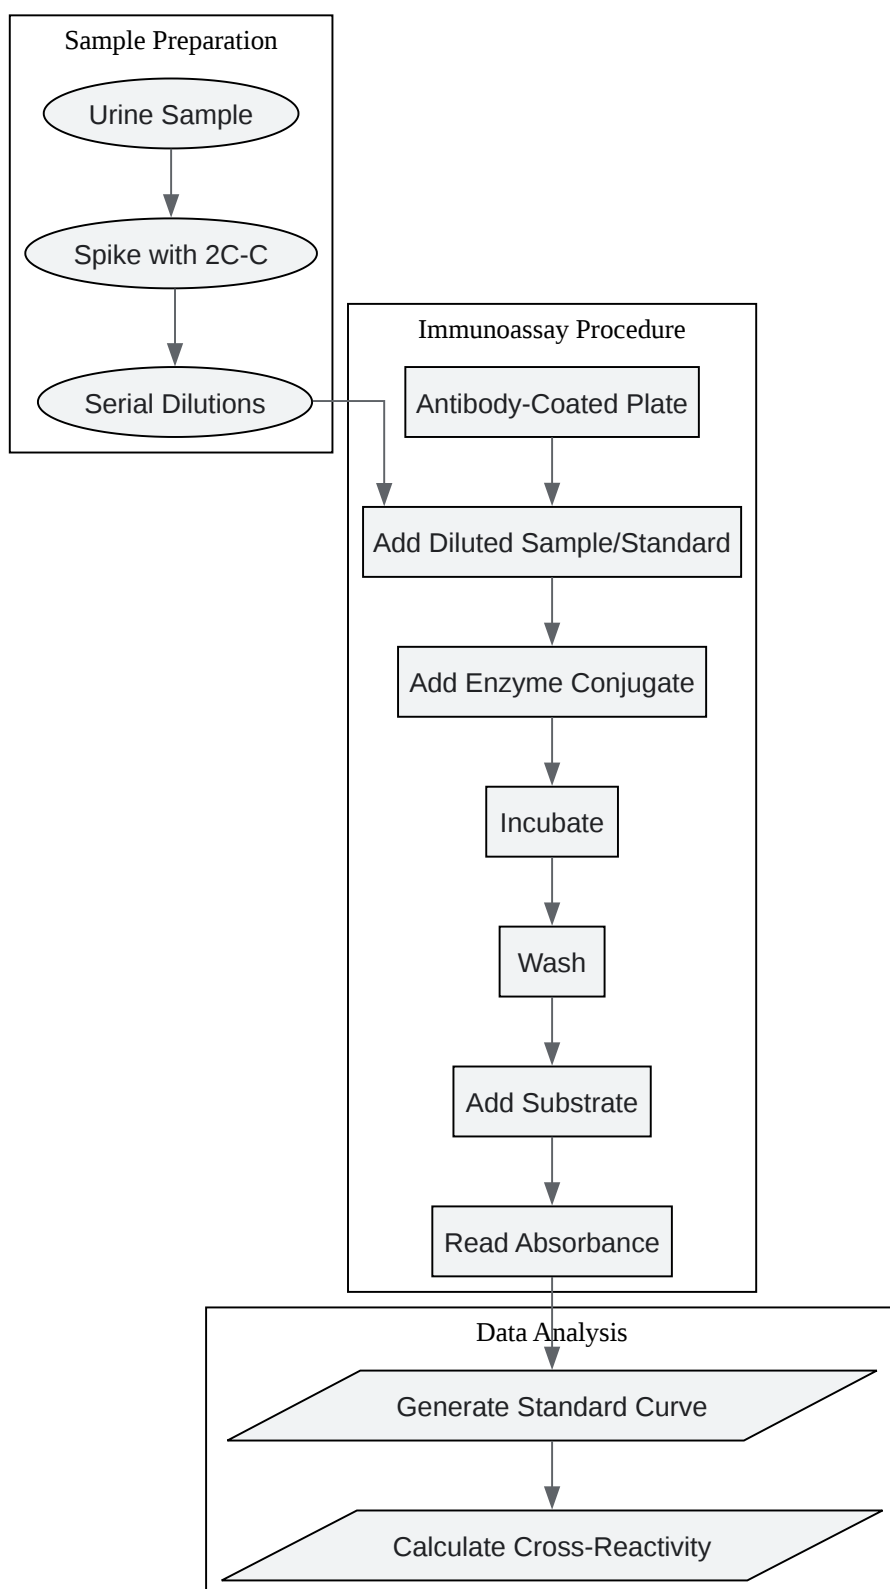 Sample Preparation
Urine Sample
Spike with 2C-C
Serial Dilutions
Immunoassay Procedure
Antibody-Coated Plate
Add Diluted Sample/Standard
Add Enzyme Conjugate
Incubate
Wash
Add Substrate
Read Absorbance
Data Analysis
Generate Standard Curve
Calculate Cross-Reactivity